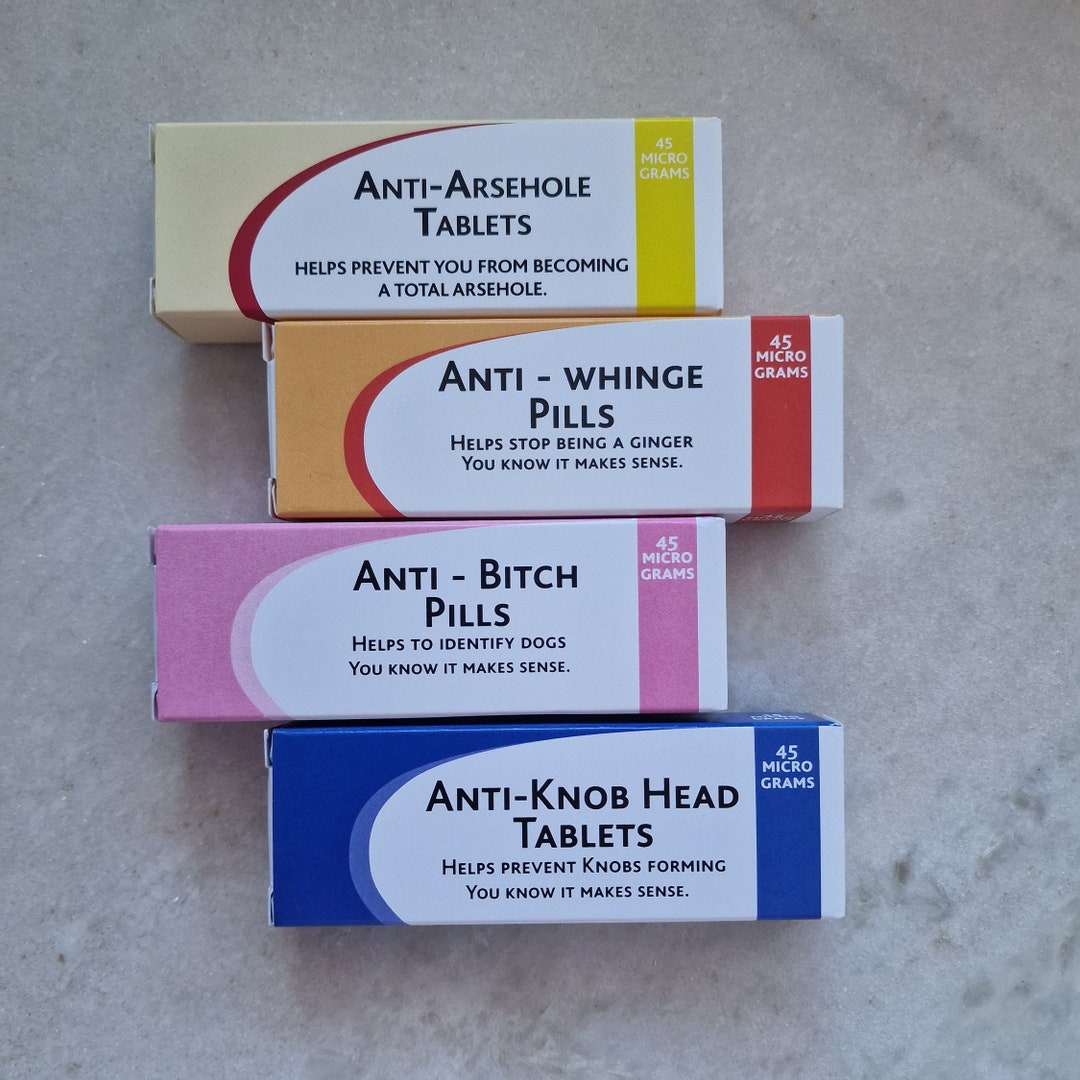 ANTI-ARSEHOLE
TABLETS
HELPS PREVENT YOU FROM BECOMING
A TOTAL ARSEHOLE.
45
MICRO
GRAMS
ANTI - WHINGE
PILLS
HELPS STOP BEING A GINGER
YOU KNOW IT MAKES SENSE.
45
MICRO
GRAMS
ANTI - BITCH
PILLS
HELPS TO IDENTIFY DOGS
YOU KNOW IT MAKES SENSE.
45
MICRO
GRAMS
ANTI-KNOB HEAD
TABLETS
HELPS PREVENT KNOBS FORMING
YOU KNOW IT MAKES SENSE.
45
MICRO
GRAMS